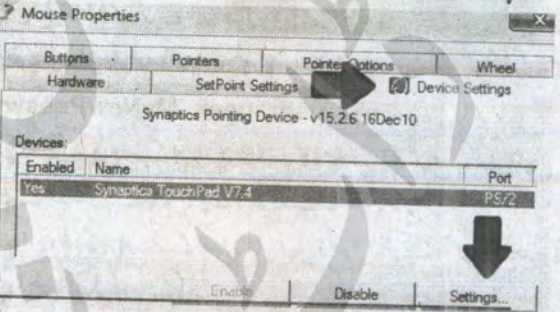 ? Mouse Properties
X
Buttons Pointers Pointer Options Wheel
Hardware SetPoint Settings Device Settings
Synaptics Pointing Device - v15.2.6 16Dec10
Devices:
Enabled Name Port
Yes Synaptics TouchPad V7.4 PS/2
Enable Disable Settings...